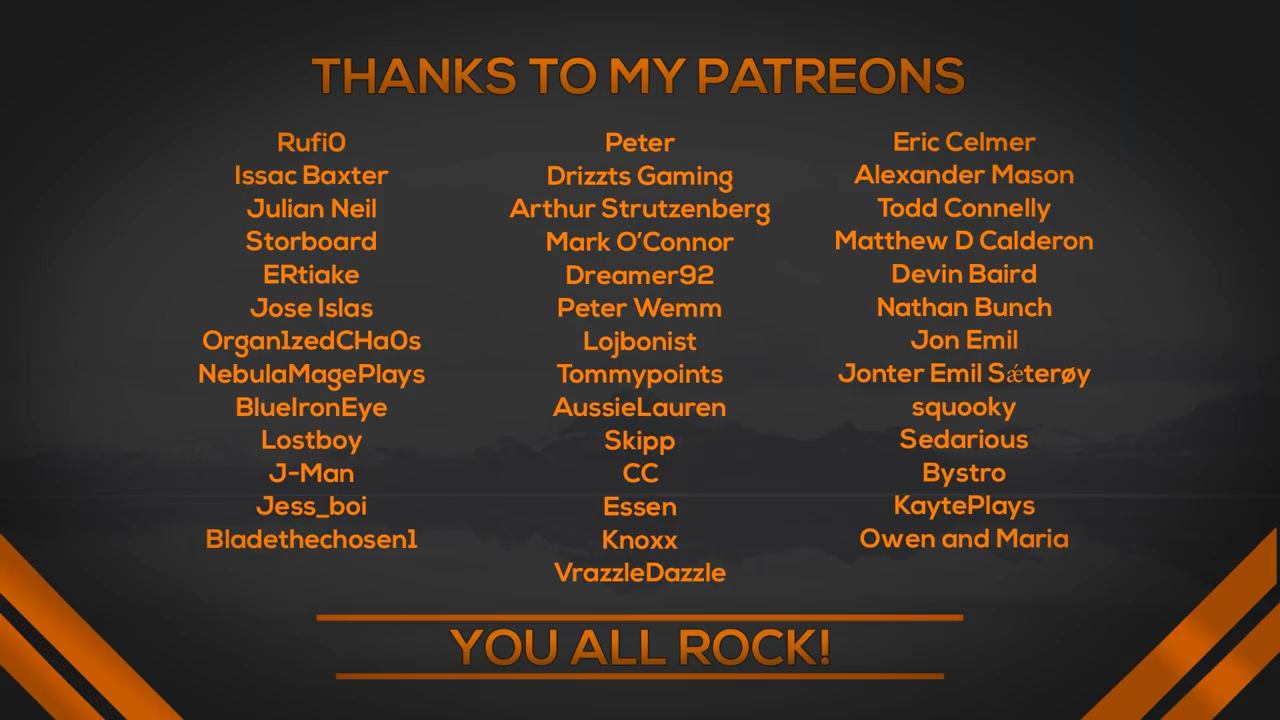 THANKS TO MY PATREONS
Rufi0
Issac Baxter
Julian Neil
Storboard
ERtiake
Jose Islas
Organ1zedCHa0s
NebulaMagePlays
BlueIronEye
Lostboy
J-Man
Jess_boi
Bladethechosen1
Peter
Drizzts Gaming
Arthur Strutzenberg
Mark O’Connor
Dreamer92
Peter Wemm
Lojbonist
Tommypoints
AussieLauren
Skipp
CC
Essen
Knoxx
VrazzleDazzle
Eric Celmer
Alexander Mason
Todd Connelly
Matthew D Calderon
Devin Baird
Nathan Bunch
Jon Emil
Jonter Emil Sǽterøy
squooky
Sedarious
Bystro
KaytePlays
Owen and Maria
YOU ALL ROCK!